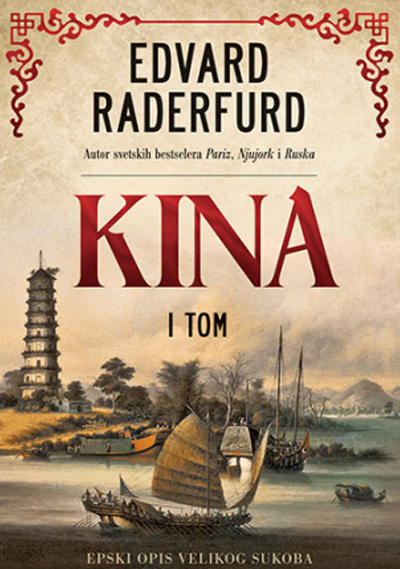 EDVARD
RADERFURD
Autor svetskih bestselera Pariz, Njujork i Ruska
KINA
I TOM
EPSKI OPIS VELIKOG SUKOBA